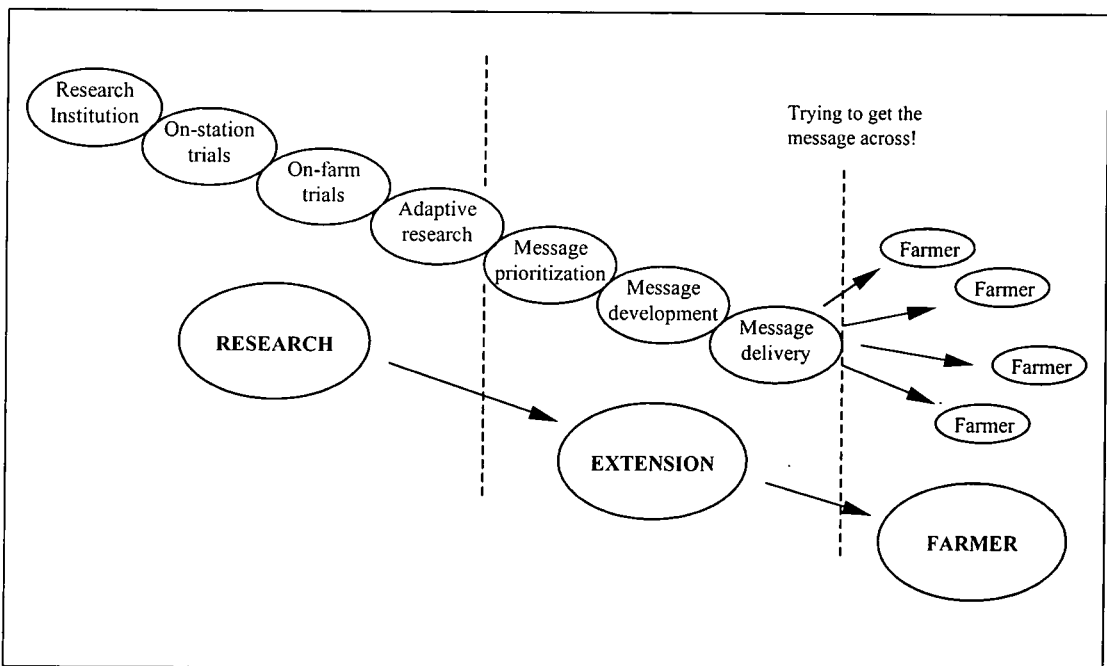 Research
Institution
On-station
trials
On-farm
trials
Adaptive
research
Message
prioritization
Message
development
Message
delivery
Trying to get the
message across!
Farmer
Farmer
Farmer
Farmer
RESEARCH
EXTENSION
FARMER